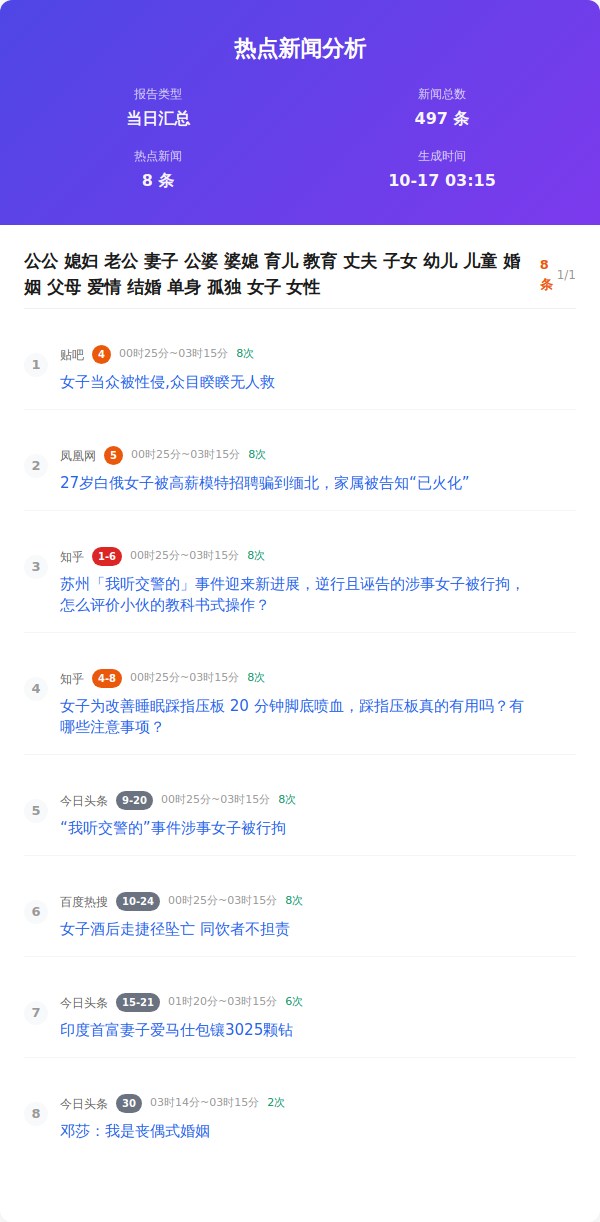 热点新闻分析
报告类型
新闻总数
当日汇总
497 条
热点新闻
生成时间
8 条
10-17 03:15
公公 媳妇 老公 妻子 公婆 婆媳 育儿 教育 丈夫 子女 幼儿 儿童 婚
姻 父母 爱情 结婚 单身 孤独 女子 女性
8
条
1/1
1
贴吧 4 00时25分~03时15分 8次
女子当众被性侵,众目睽睽无人救
2
凤凰网 5 00时25分~03时15分 8次
27岁白俄女子被高薪模特招聘骗到缅北，家属被告知“已火化”
3
知乎 1-6 00时25分~03时15分 8次
苏州「我听交警的」事件迎来新进展，逆行且诬告的涉事女子被行拘，
怎么评价小伙的教科书式操作？
4
知乎 4-8 00时25分~03时15分 8次
女子为改善睡眠踩指压板 20 分钟脚底喷血，踩指压板真的有用吗？有
哪些注意事项？
5
今日头条 9-20 00时25分~03时15分 8次
“我听交警的”事件涉事女子被行拘
6
百度热搜 10-24 00时25分~03时15分 8次
女子酒后走捷径坠亡 同饮者不担责
7
今日头条 15-21 01时20分~03时15分 6次
印度首富妻子爱马仕包镶3025颗钻
8
今日头条 30 03时14分~03时15分 2次
邓莎：我是丧偶式婚姻